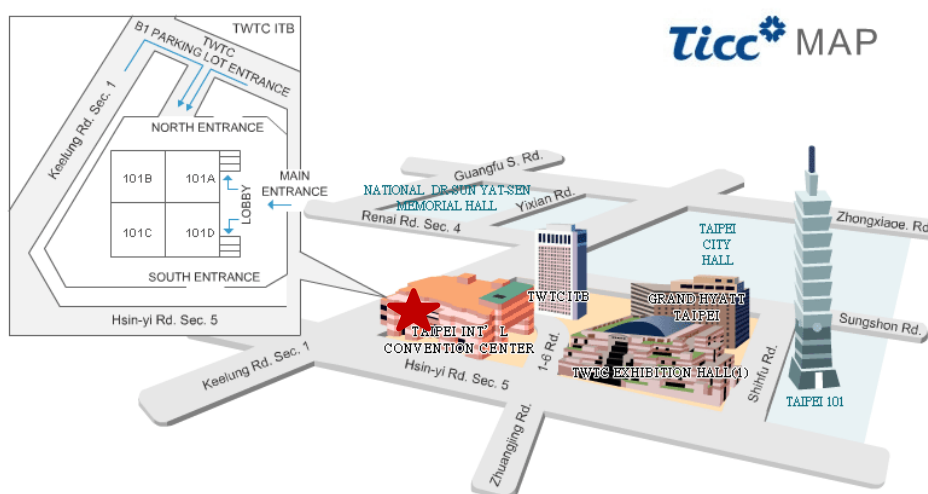 Ticc MAP
TWTC ITB
TWTC
B1 PARKING LOT ENTRANCE
Keelung Rd. Sec. 1
NORTH ENTRANCE
101B
101A
MAIN
ENTRANCE
LOBBY
101C
101D
SOUTH ENTRANCE
Hsin-yi Rd. Sec. 5
Guangfu S. Rd.
NATIONAL DR·SUN YAT-SEN
MEMORIAL HALL
Yixian Rd.
Renai Rd. Sec. 4
Zhongxiaoe. Rd
TAIPEI
CITY
HALL
TWTC ITB
GRAND HYATT
TAIPEI
Sungshon Rd.
TAIPEI INT’L
CONVENTION CENTER
1-6 Rd.
TWTC EXHIBITION HALL(1)
Shihfu Rd.
TAIPEI 101
Keelung Rd. Sec. 1
Hsin-yi Rd. Sec. 5
Zhuangjing Rd.